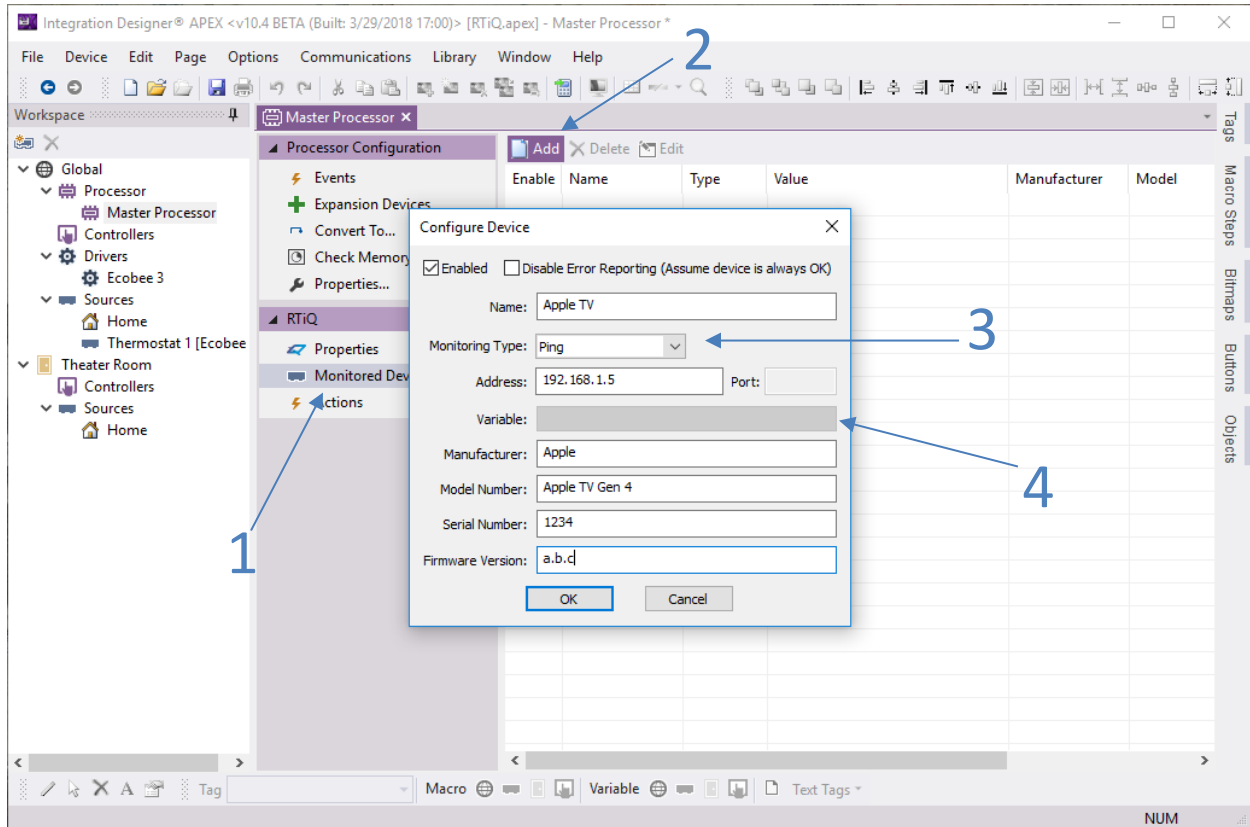 Integration Designer® APEX <v10.4 BETA (Built: 3/29/2018 17:00)> [RTiQ.apex] - Master Processor *
File Device Edit Page Options Communications Library Window Help
2
Workspace
Master Processor
Global
Processor
Master Processor
Controllers
Drivers
Ecobee 3
Sources
Home
Thermostat 1 [Ecobee
Theater Room
Controllers
Sources
Home
Processor Configuration
Events
Expansion Devices
Convert To...
Check Memory
Properties...
RTiQ
Properties
Monitored Dev
Actions
1
Add Delete Edit
Enable Name Type Value Manufacturer Model
Configure Device
Enabled Disable Error Reporting (Assume device is always OK)
Name: Apple TV
Monitoring Type: Ping
3
Address: 192.168.1.5 Port:
Variable:
4
Manufacturer: Apple
Model Number: Apple TV Gen 4
Serial Number: 1234
Firmware Version: a.b.c
OK Cancel
Tags
Macro Steps
Bitmaps
Buttons
Objects
A Tag Macro Variable Text Tags
NUM